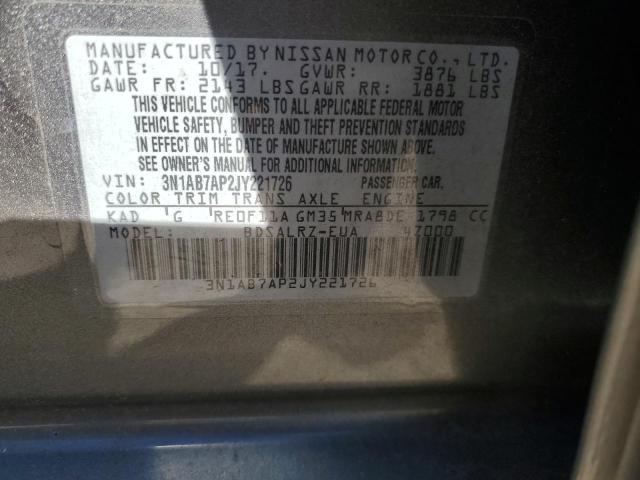 MANUFACTURED BY NISSAN MOTOR CO., LTD.
DATE: 10/17. GVWR: 3876 LBS
GAWR FR: 2143 LBS GAWR RR: 1881 LBS
THIS VEHICLE CONFORMS TO ALL APPLICABLE FEDERAL MOTOR
VEHICLE SAFETY, BUMPER AND THEFT PREVENTION STANDARDS
IN EFFECT ON THE DATE OF MANUFACTURE SHOWN ABOVE.
SEE OWNER'S MANUAL FOR ADDITIONAL INFORMATION.
VIN: 3N1AB7AP2JY221726 PASSENGER CAR.
COLOR TRIM TRANS AXLE ENGINE
KAD G RE0F11A GM35 MRA8DE 1798 CC
MODEL: BDSALRZ-EUA 4Z000
3N1AB7AP2JY221726